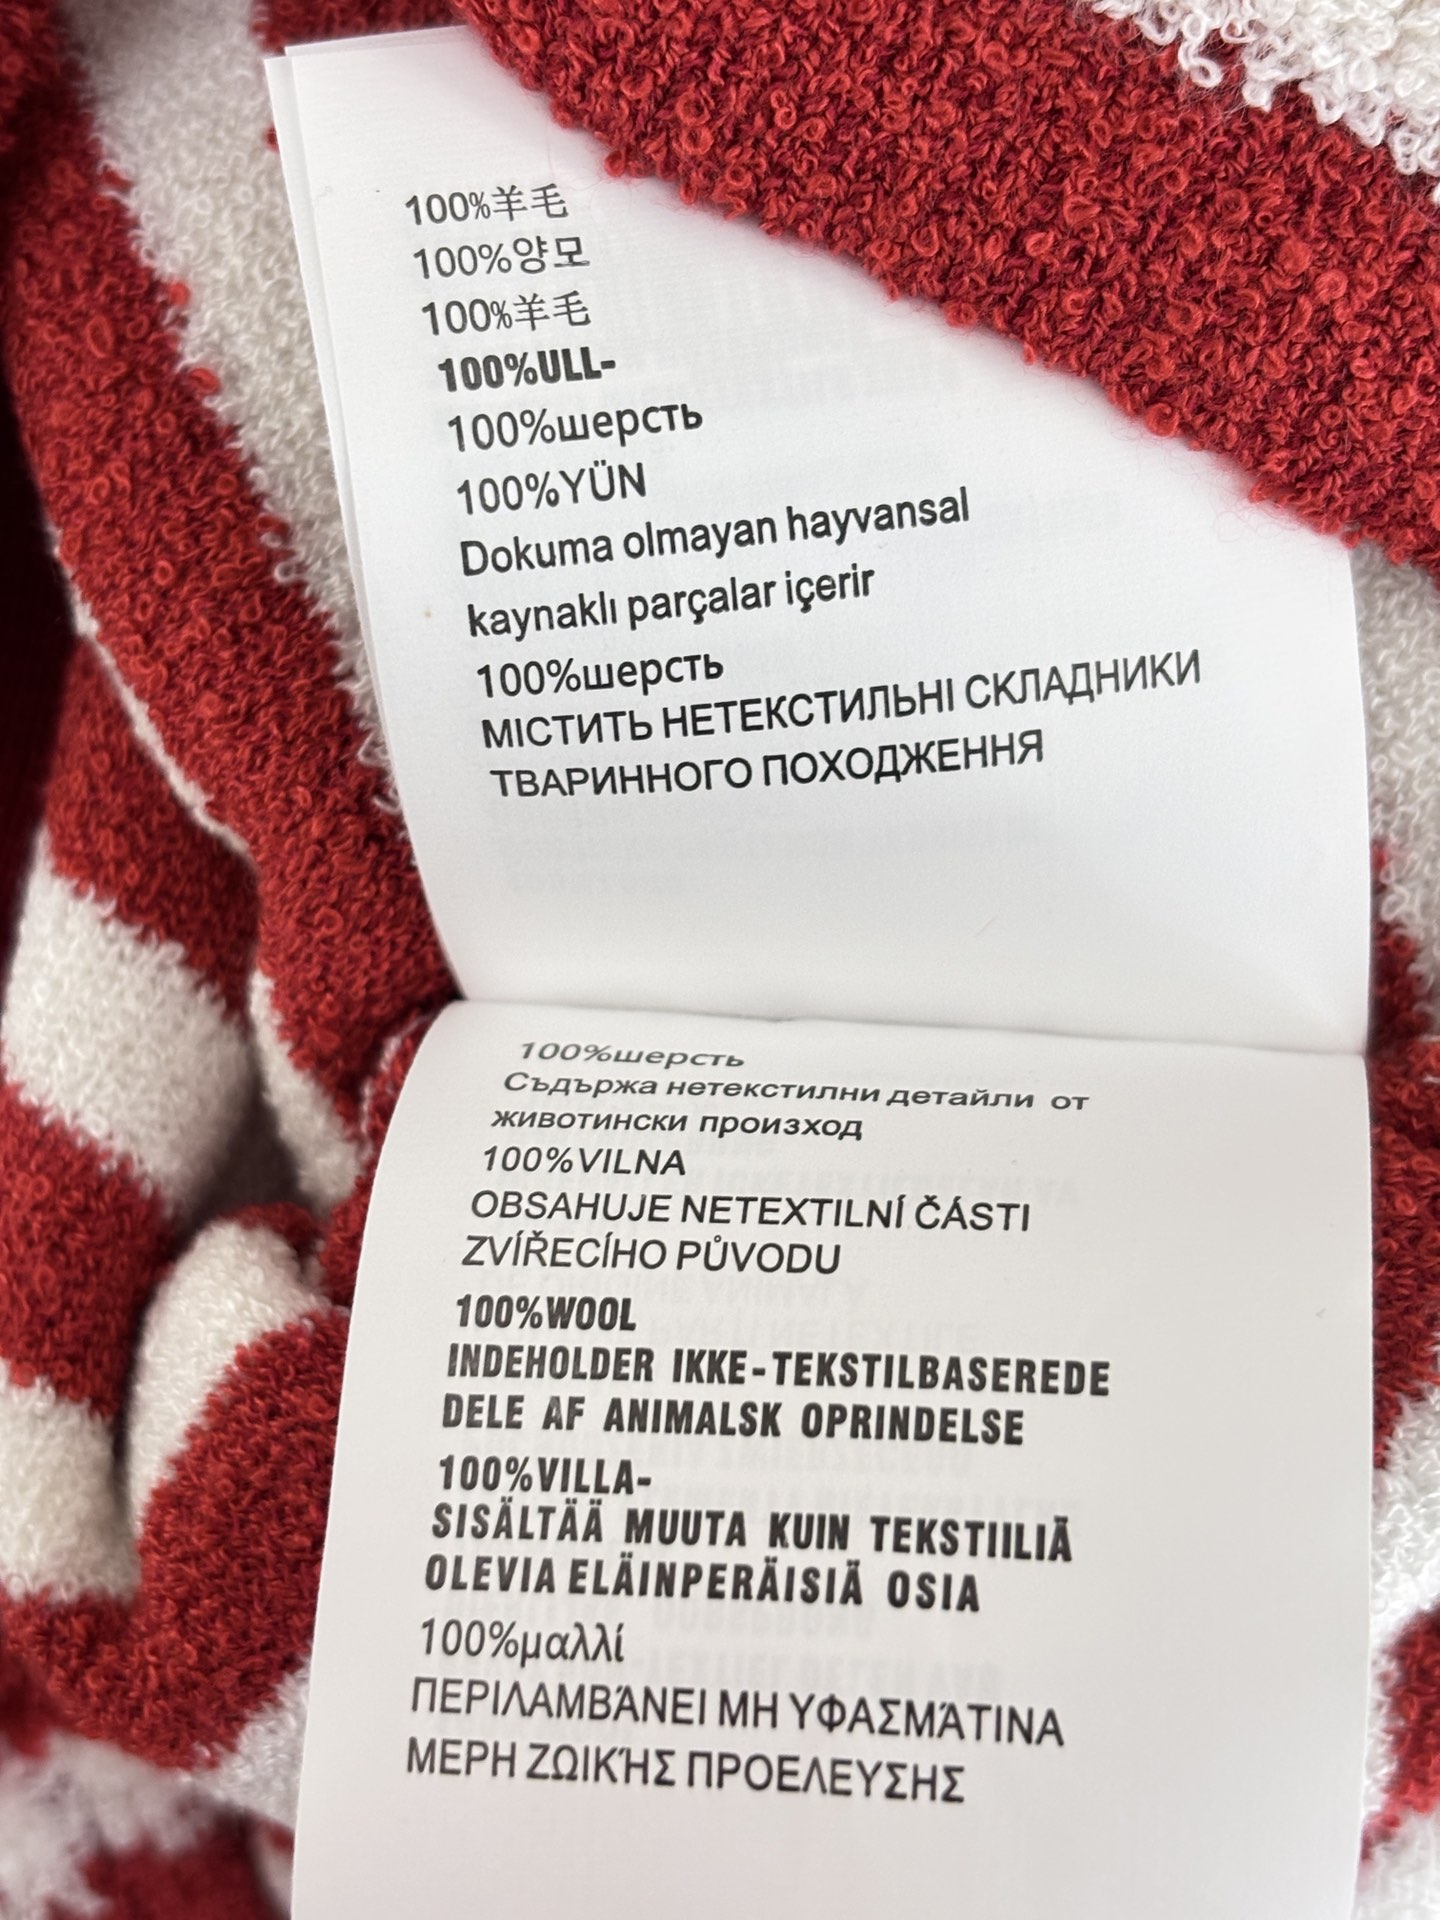 100%羊毛
100%양모
100%羊毛
100%ULL-
100%шерсть
100%YÜN
Dokuma olmayan hayvansal
kaynaklı parçalar içerir
100%шерсть
МІСТИТЬ НЕТЕКСТИЛЬНІ СКЛАДНИКИ
ТВАРИННОГО ПОХОДЖЕННЯ
100%шерсть
Съдържа нетекстилни детайли от
животински произход
100%VILNA
OBSAHUJE NETEXTILNÍ ČÁSTI
ZVÍŘECÍHO PŮVODU
100%WOOL
INDEHOLDER IKKE-TEKSTILBASEREDE
DELE AF ANIMALSK OPRINDELSE
100%VILLA-
SISÄLTÄÄ MUUTA KUIN TEKSTIILIÄ
OLEVIA ELÄINPERÄISIÄ OSIA
100%μαλλί
ΠΕΡΙΛΑΜΒΆΝΕΙ ΜΗ ΥΦΑΣΜΆΤΙΝΑ
ΜΕΡΗ ΖΩΙΚΉΣ ΠΡΟΕΛΕΥΣΗΣ